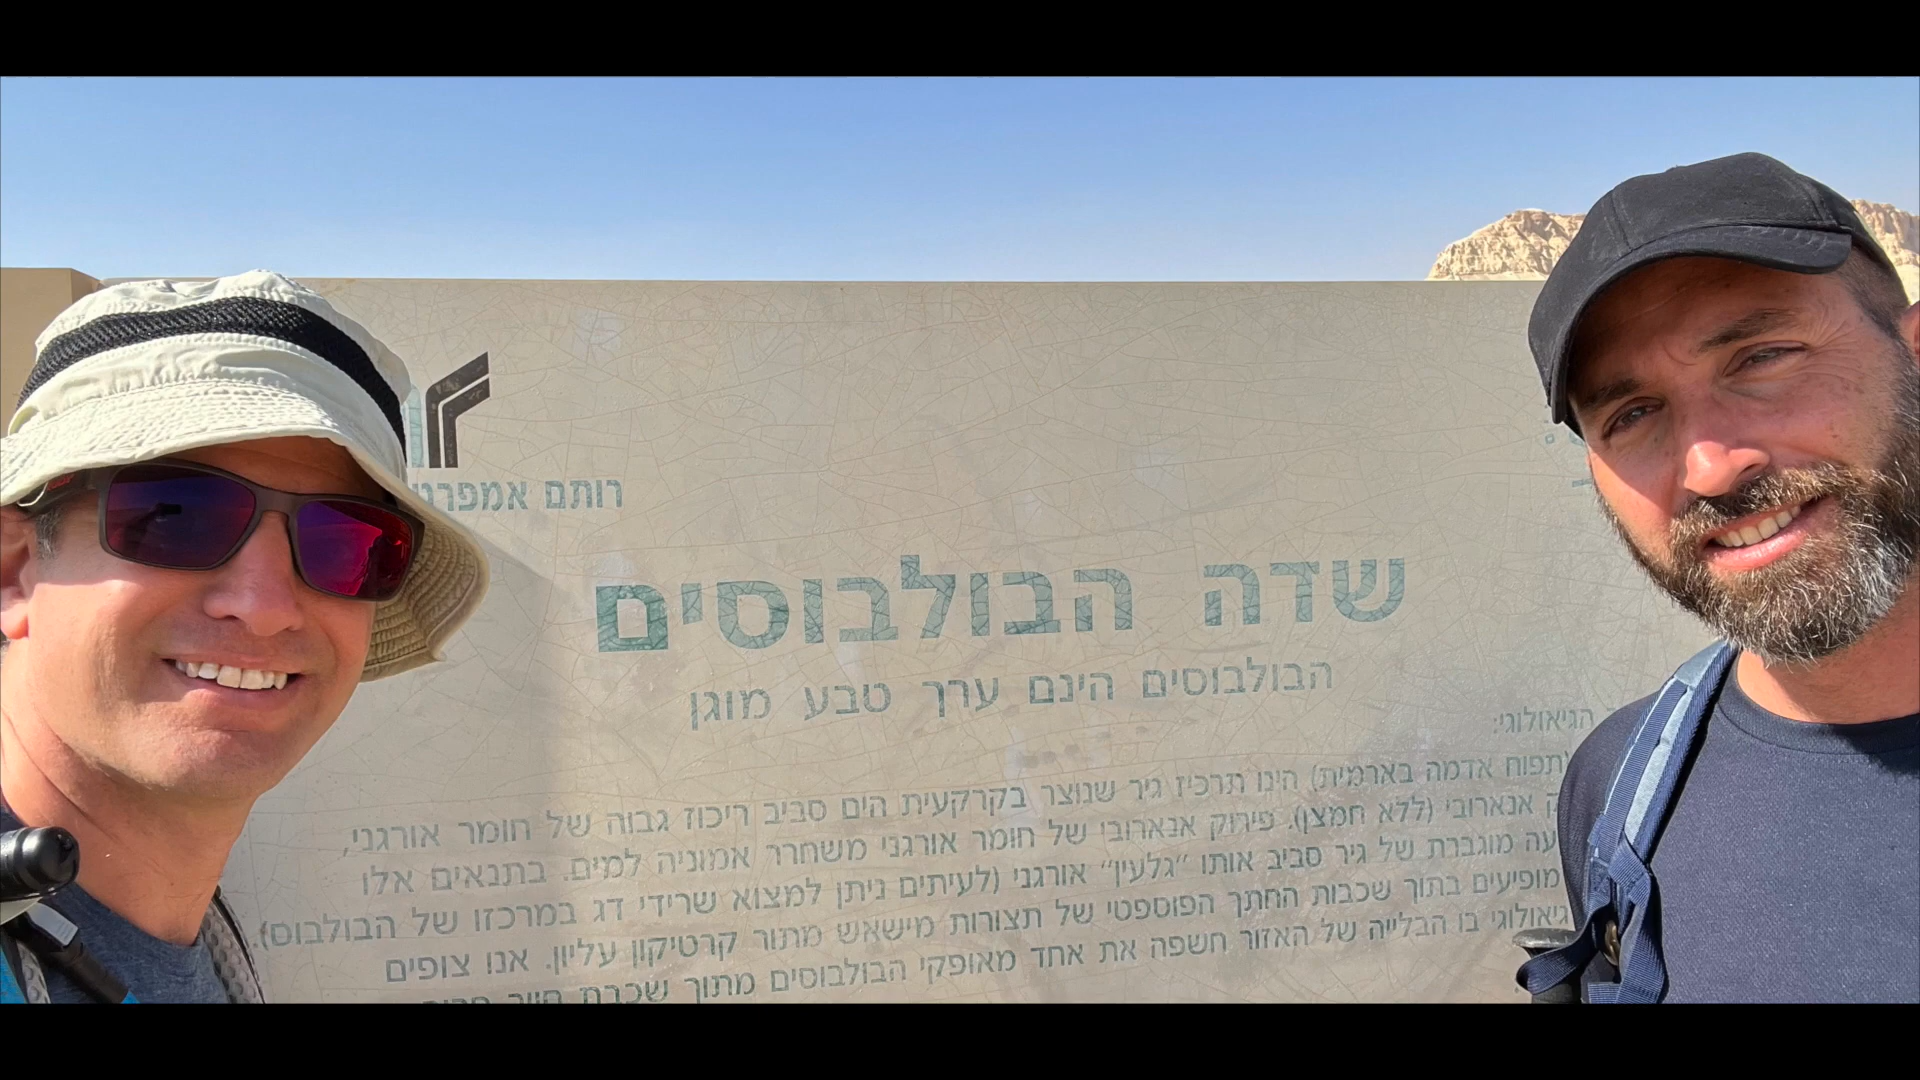 רותם
שדה הבולבוסים
הבולבוסים הינם ערך טבע מוגן
הגיאולוגי:
(תפוח אדמה בארמית) הינו תרכיז גיר שנוצר בקרקעית הים סביב ריכוז גבוה של חומר אורגני,
אנארובי (ללא חמצן). פירוק אנארובי של חומר אורגני משחרר אמוניה למים. בתנאים אלו
מוגברת של גיר סביב אותו "גלעין" אורגני (לעיתים ניתן למצוא שרידי דג במרכזו של הבולבוס).
מופיעים בתוך שכבות החתך הפוספטי של תצורות מישאש מתור קרטיקון עליון. אנו צופים
בו הבלייה של האזור חשפה את אחד מאופקי הבולבוסים מתוך שכבת